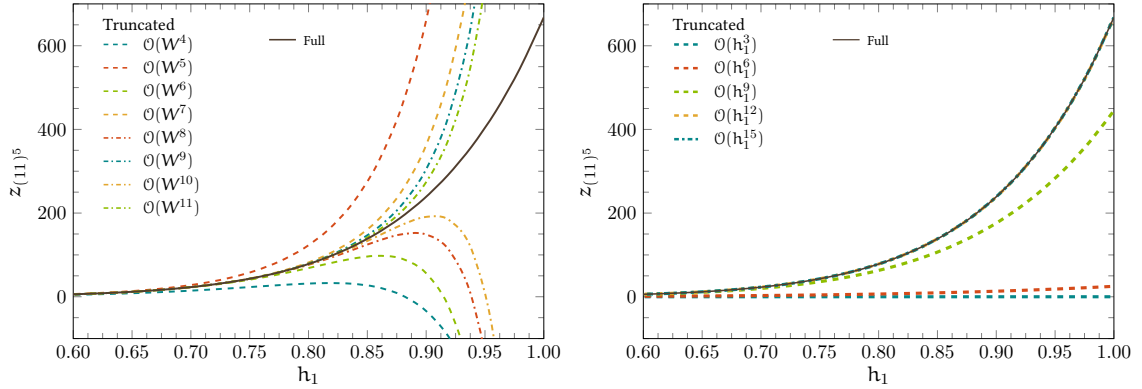 Truncated
𝒪(W⁴)
𝒪(W⁵)
𝒪(W⁶)
𝒪(W⁷)
𝒪(W⁸)
𝒪(W⁹)
𝒪(W¹⁰)
𝒪(W¹¹)
Full
600
400
200
0
z₍₁₁₎⁵
0.60 0.65 0.70 0.75 0.80 0.85 0.90 0.95 1.00
h₁
Truncated
𝒪(h₁³)
𝒪(h₁⁶)
𝒪(h₁⁹)
𝒪(h₁¹²)
𝒪(h₁¹⁵)
Full
600
400
200
0
z₍₁₁₎⁵
0.60 0.65 0.70 0.75 0.80 0.85 0.90 0.95 1.00
h₁